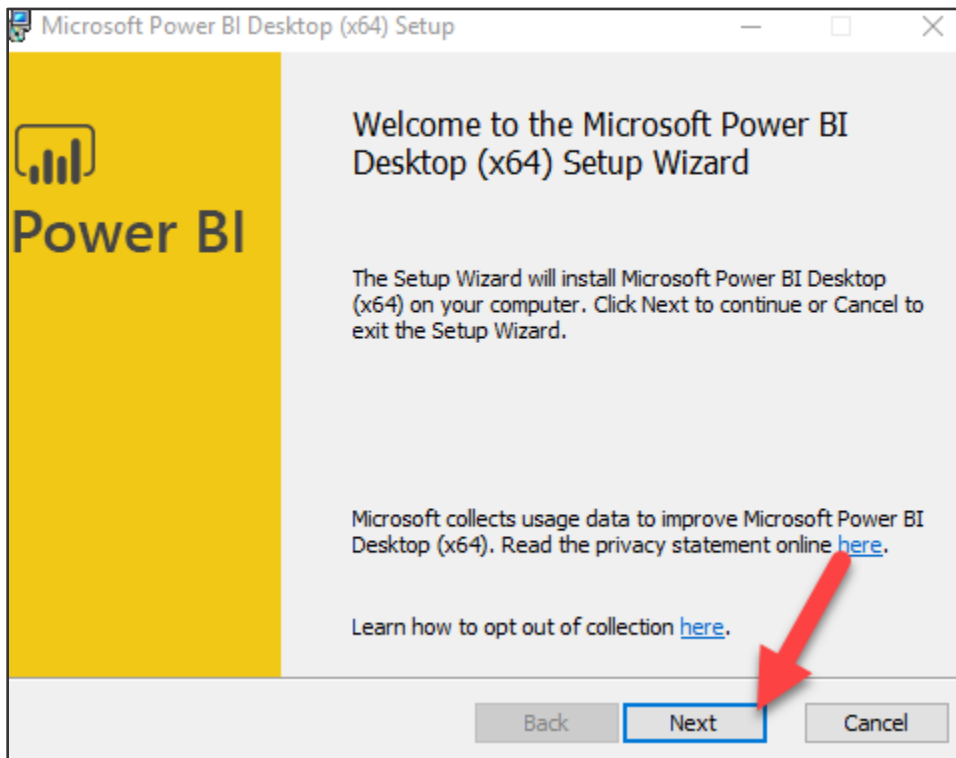 Microsoft Power BI Desktop (x64) Setup
Power BI
Welcome to the Microsoft Power BI
Desktop (x64) Setup Wizard
The Setup Wizard will install Microsoft Power BI Desktop
(x64) on your computer. Click Next to continue or Cancel to
exit the Setup Wizard.
Microsoft collects usage data to improve Microsoft Power BI
Desktop (x64). Read the privacy statement online here.
Learn how to opt out of collection here.
Back Next Cancel